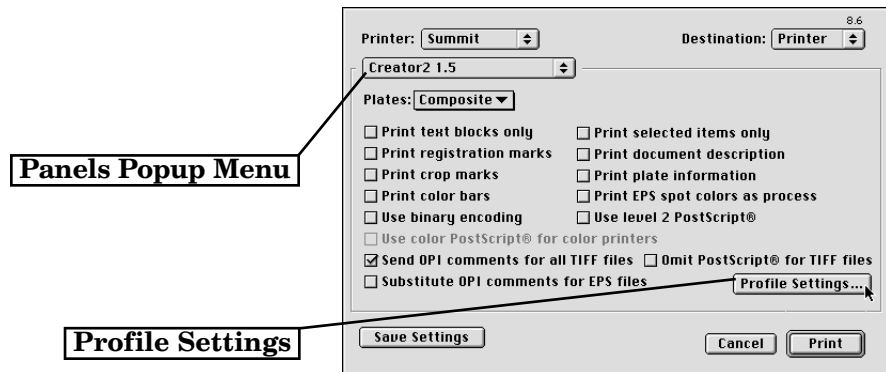 8.6
Printer: Summit Destination: Printer
Creator2 1.5
Plates: Composite
Print text blocks only Print selected items only
Print registration marks Print document description
Print crop marks Print plate information
Print color bars Print EPS spot colors as process
Use binary encoding Use level 2 PostScript®
Use color PostScript® for color printers
Send OPI comments for all TIFF files Omit PostScript® for TIFF files
Substitute OPI comments for EPS files Profile Settings...
Save Settings Cancel Print
Panels Popup Menu
Profile Settings